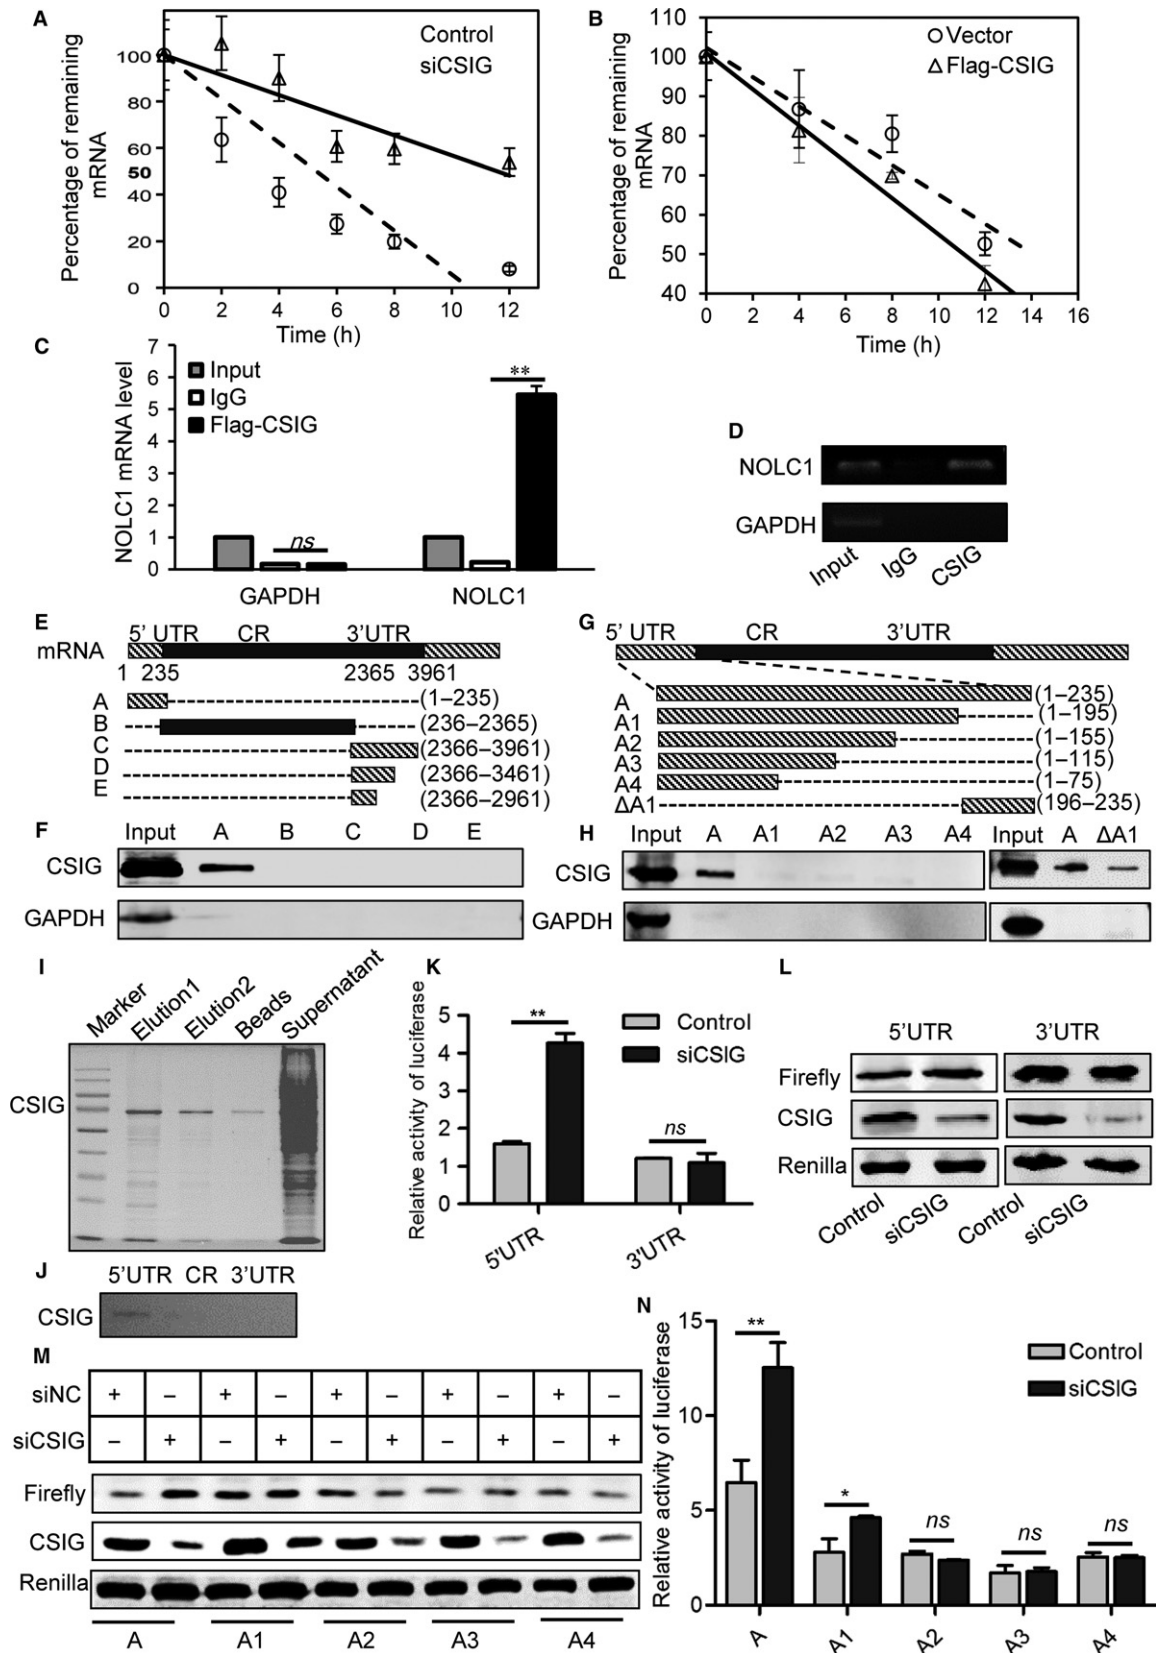 A
Percentage of remaining
mRNA
Control
siCSIG
100
80
60
50
40
20
0
0 2 4 6 8 10 12
Time (h)
B
Percentage of remaining
mRNA
Vector
Flag-CSIG
110
100
90
80
70
60
50
40
0 2 4 6 8 10 12 14 16
Time (h)
C
NOLC1 mRNA level
7
6
5
4
3
2
1
0
Input
IgG
Flag-CSIG
ns
**
GAPDH NOLC1
D
NOLC1
GAPDH
Input IgG CSIG
E
5' UTR CR 3'UTR
mRNA
1 235 2365 3961
A (1–235)
B (236–2365)
C (2366–3961)
D (2366–3461)
E (2366–2961)
G
5' UTR CR 3'UTR
A (1–235)
A1 (1–195)
A2 (1–155)
A3 (1–115)
A4 (1–75)
ΔA1 (196–235)
F
Input A B C D E
CSIG
GAPDH
H
Input A A1 A2 A3 A4 Input A ΔA1
CSIG
GAPDH
I
Marker Elution1 Elution2 Beads Supernatant
CSIG
J
5'UTR CR 3'UTR
CSIG
K
Relative activity of luciferase
5
4
3
2
1
0
Control
siCSIG
**
ns
5'UTR 3'UTR
L
5'UTR 3'UTR
Firefly
CSIG
Renilla
Control siCSIG Control siCSIG
M
siNC + – + – + – + – + –
siCSIG – + – + – + – + – +
Firefly
CSIG
Renilla
A A1 A2 A3 A4
N
Relative activity of luciferase
15
10
5
0
Control
siCSIG
**
*
ns
ns
ns
A A1 A2 A3 A4